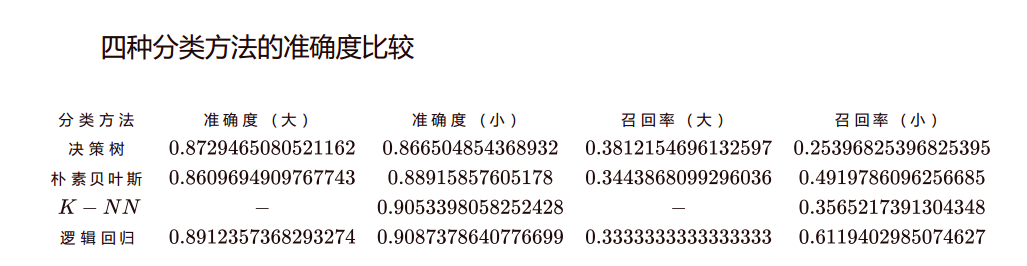 四种分类方法的准确度比较
分类方法 准确度（大） 准确度（小） 召回率（大） 召回率（小）
决策树 0.8729465080521162 0.866504854368932 0.3812154696132597 0.25396825396825395
朴素贝叶斯 0.8609694909767743 0.88915857605178 0.3443868099296036 0.4919786096256685
K − NN − 0.9053398058252428 − 0.3565217391304348
逻辑回归 0.8912357368293274 0.9087378640776699 0.3333333333333333 0.6119402985074627